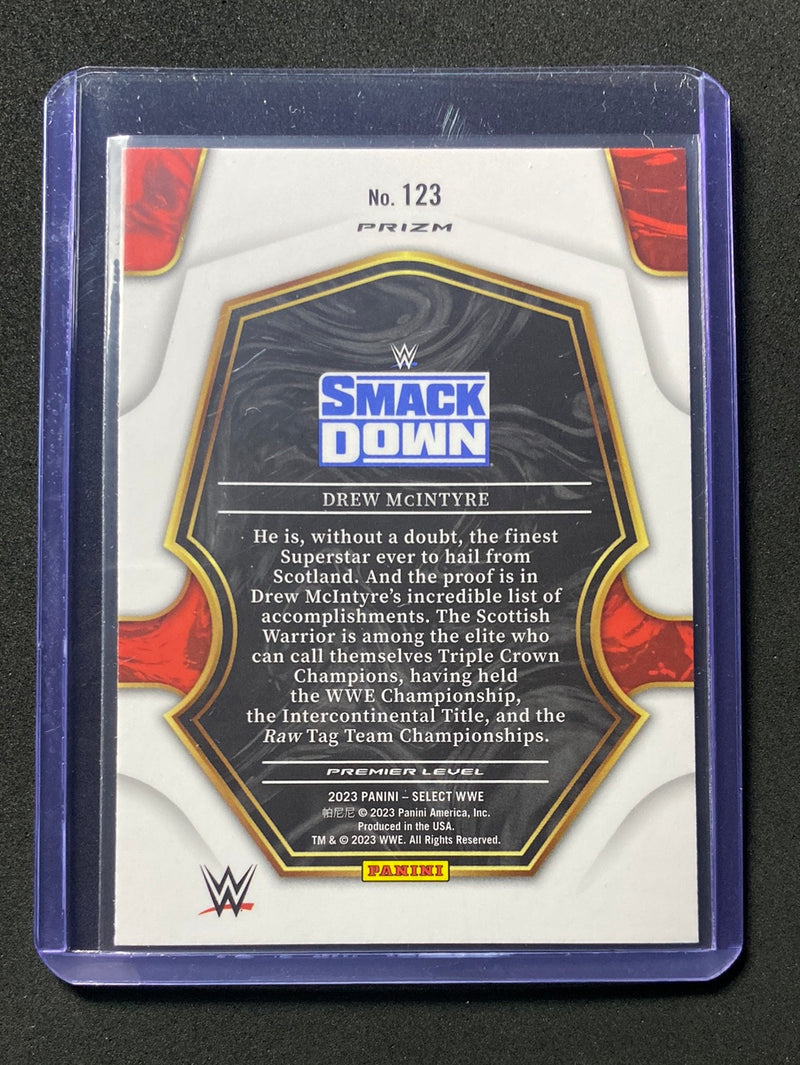 No. 123
PRIZM
W
SMACK
DOWN
DREW McINTYRE
He is, without a doubt, the finest
Superstar ever to hail from
Scotland. And the proof is in
Drew McIntyre's incredible list of
accomplishments. The Scottish
Warrior is among the elite who
can call themselves Triple Crown
Champions, having held
the WWE Championship,
the Intercontinental Title, and the
Raw Tag Team Championships.
PREMIER LEVEL
2023 PANINI – SELECT WWE
帕尼尼 © 2023 Panini America, Inc.
Produced in the USA.
TM & © 2023 WWE. All Rights Reserved.
PANINI
W